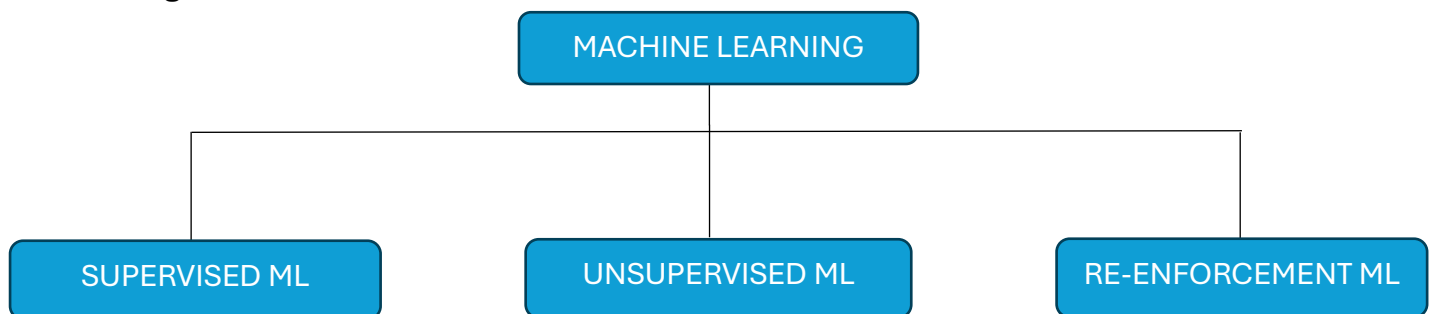 MACHINE LEARNING
SUPERVISED ML
UNSUPERVISED ML
RE-ENFORCEMENT ML